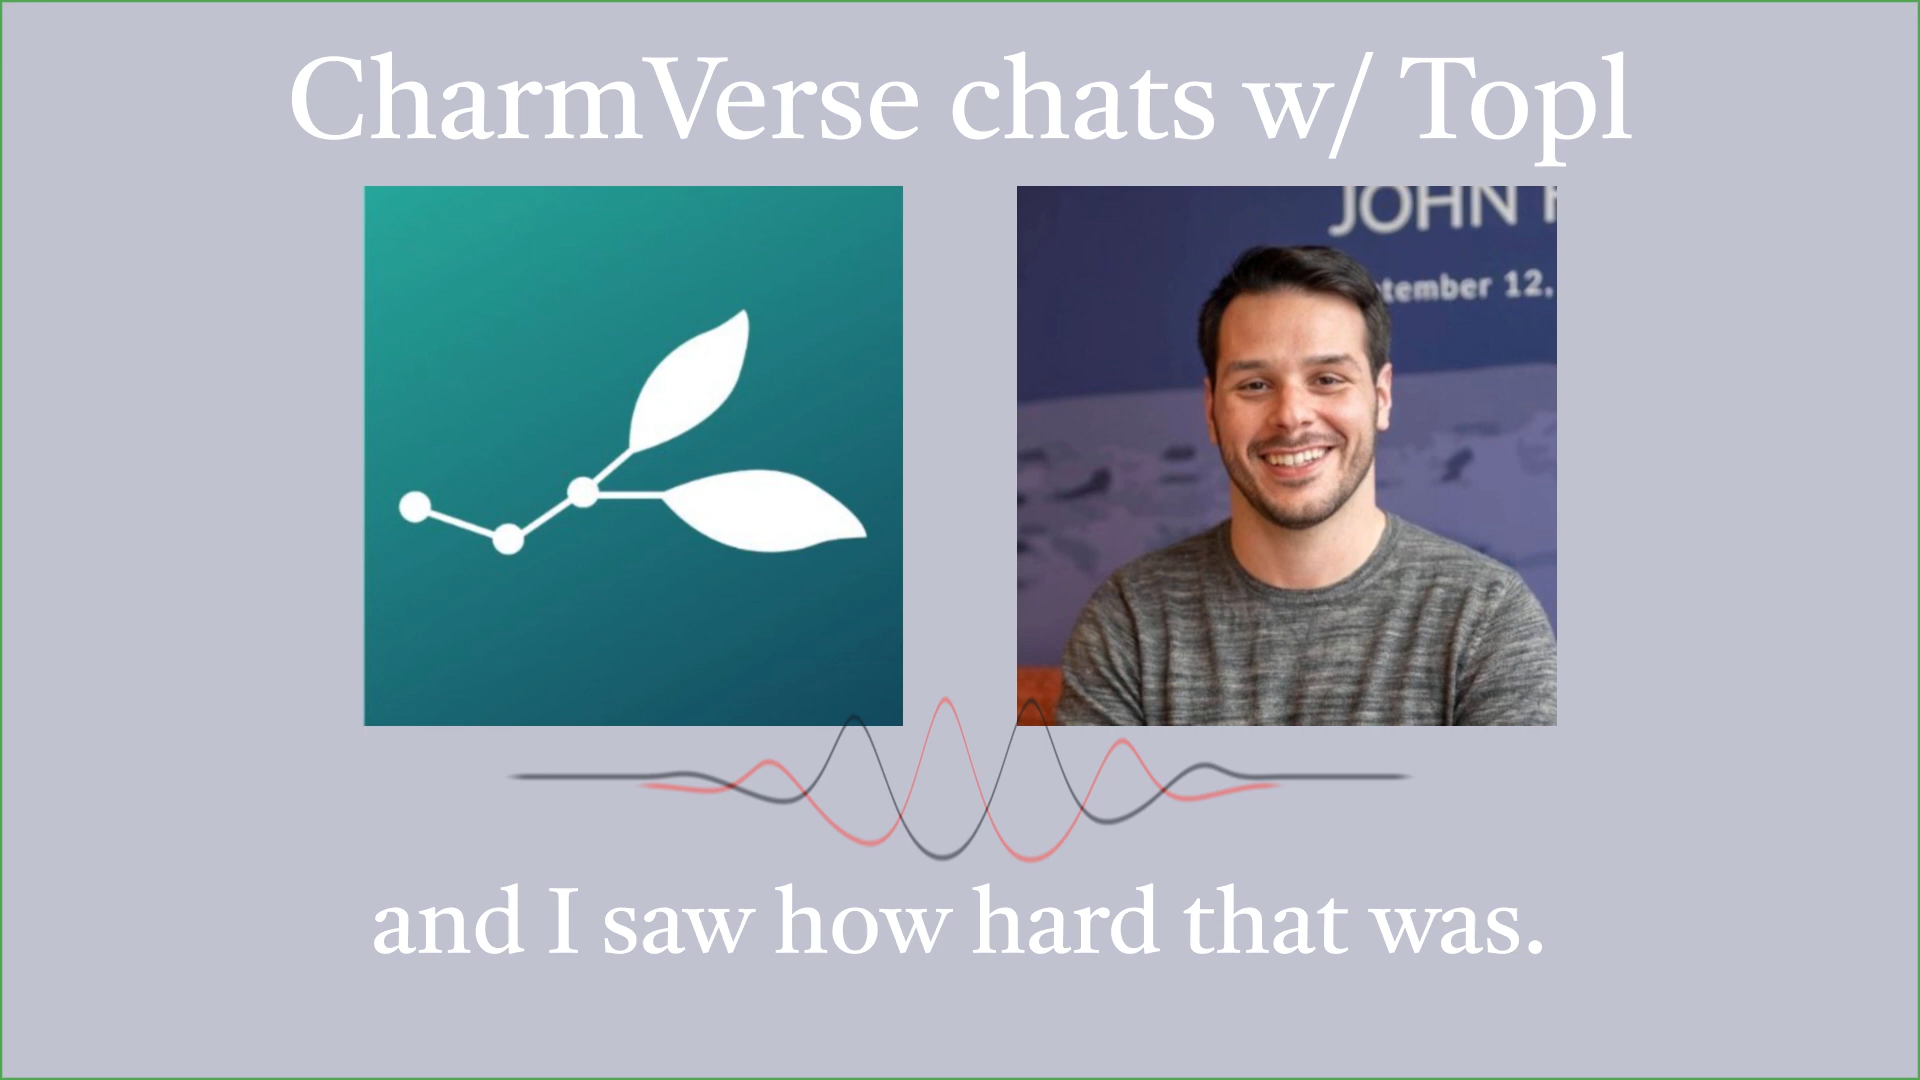 CharmVerse chats w/ Topl
JOHN
tember 12,
and I saw how hard that was.